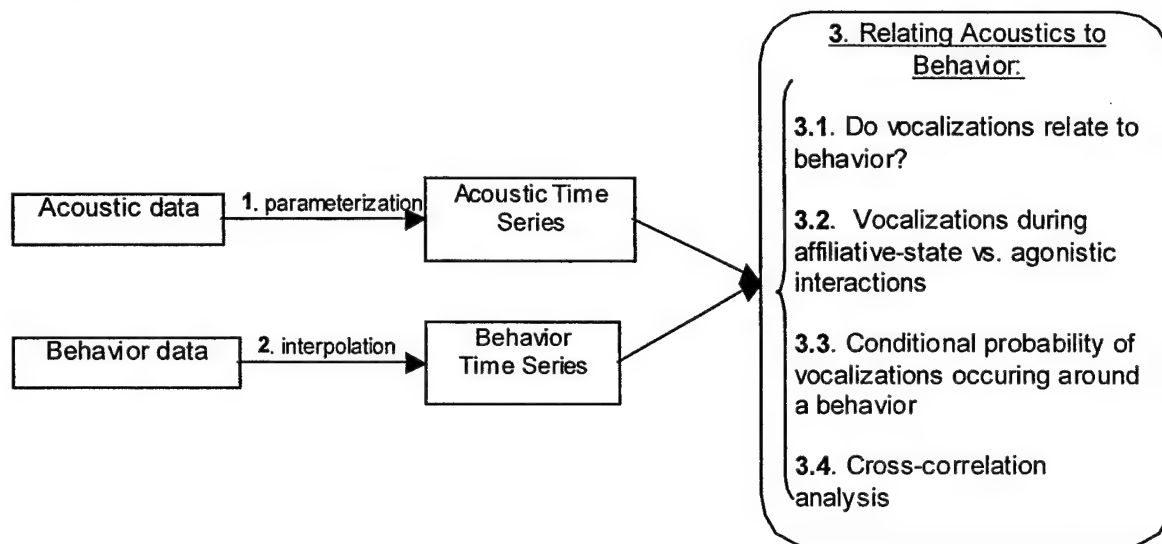 Acoustic data
1. parameterization
Acoustic Time
Series
Behavior data
2. interpolation
Behavior
Time Series
3. Relating Acoustics to
Behavior:
3.1. Do vocalizations relate to
behavior?
3.2. Vocalizations during
affiliative-state vs. agonistic
interactions
3.3. Conditional probability of
vocalizations occuring around
a behavior
3.4. Cross-correlation
analysis